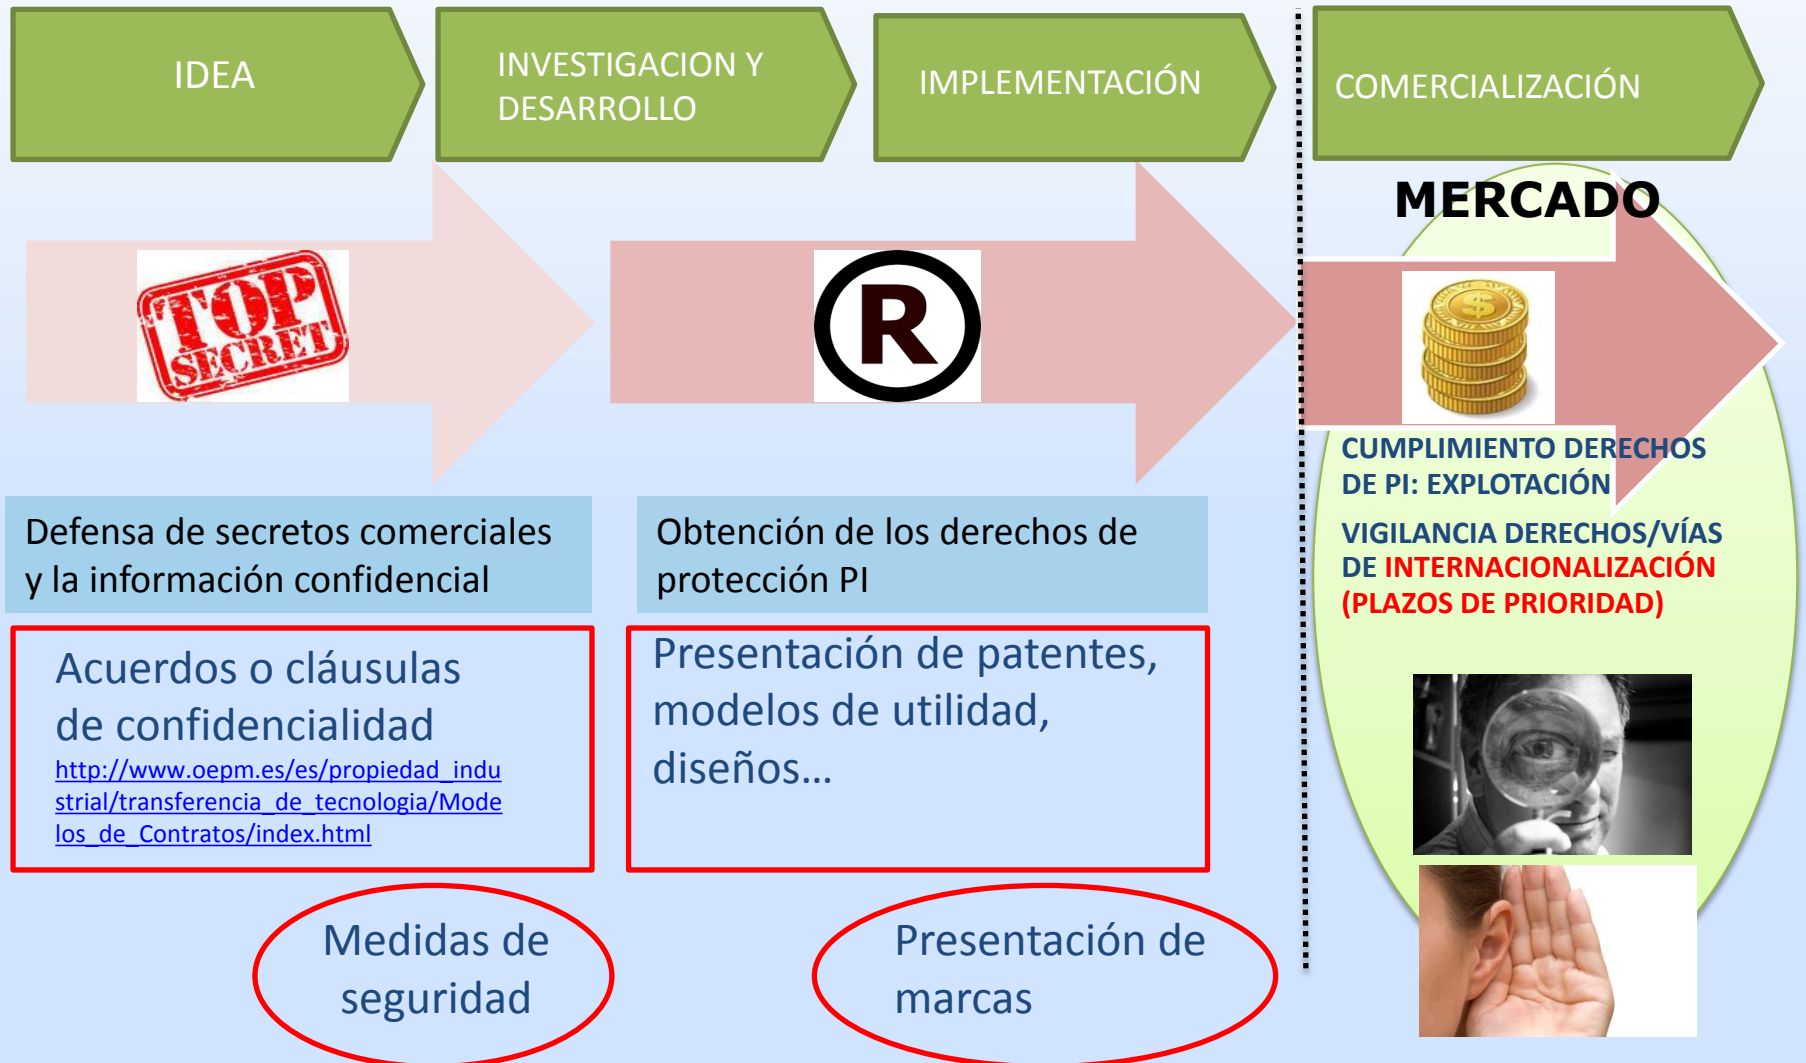 IDEA
INVESTIGACION Y
DESARROLLO
IMPLEMENTACIÓN
COMERCIALIZACIÓN
MERCADO
TOP
SECRET
R
$
Defensa de secretos comerciales
y la información confidencial
Obtención de los derechos de
protección PI
CUMPLIMIENTO DERECHOS
DE PI: EXPLOTACIÓN
VIGILANCIA DERECHOS/VÍAS
DE INTERNACIONALIZACIÓN
(PLAZOS DE PRIORIDAD)
Acuerdos o cláusulas
de confidencialidad
http://www.oepm.es/es/propiedad_indu
strial/transferencia_de_tecnologia/Mode
los_de_Contratos/index.html
Presentación de patentes,
modelos de utilidad,
diseños...
Medidas de
seguridad
Presentación de
marcas